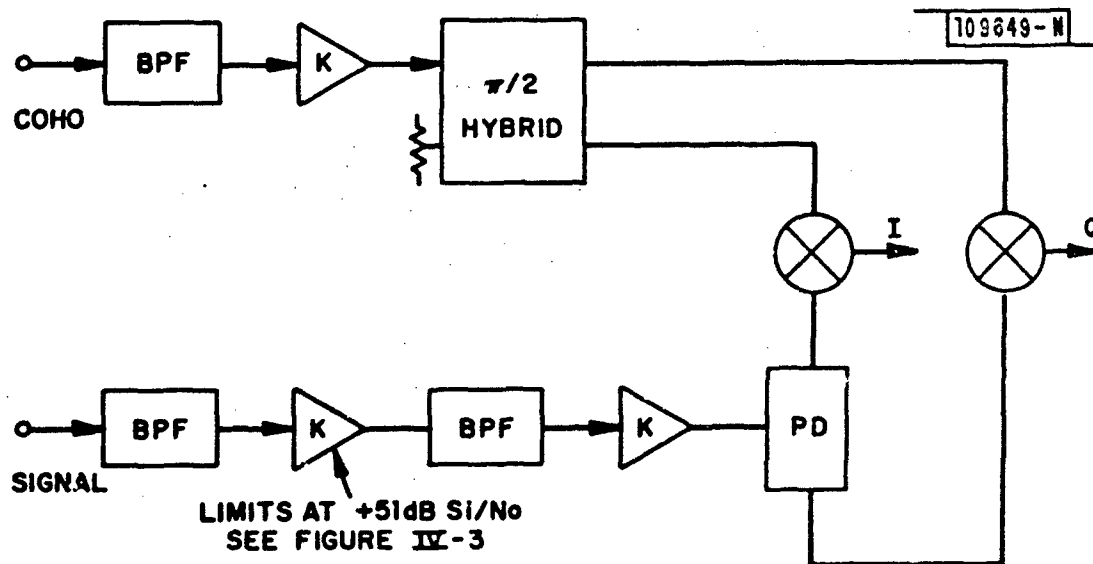 109649-N
BPF
K
π/2
HYBRID
COHO
I
Q
BPF
K
BPF
K
PD
SIGNAL
LIMITS AT +51dB Si/No
SEE FIGURE IV-3